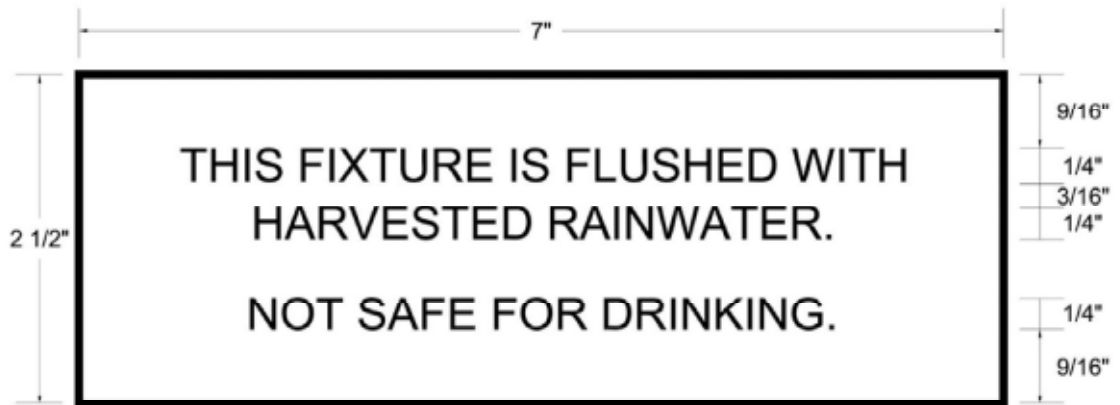 7"
9/16"
THIS FIXTURE IS FLUSHED WITH
1/4"
3/16"
HARVESTED RAINWATER.
1/4"
2 1/2"
NOT SAFE FOR DRINKING.
1/4"
9/16"